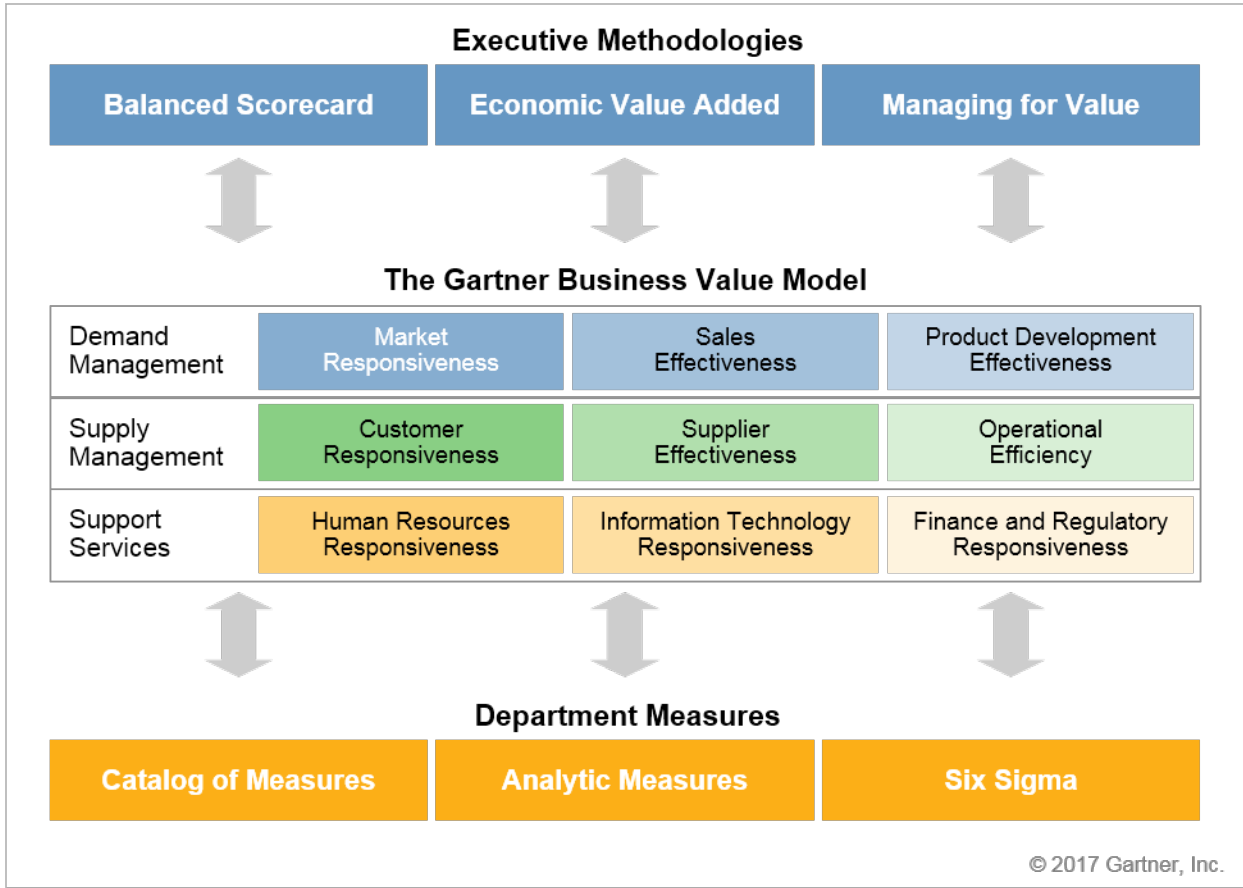 Executive Methodologies
Balanced Scorecard
Economic Value Added
Managing for Value
The Gartner Business Value Model
Demand
Management
Market
Responsiveness
Sales
Effectiveness
Product Development
Effectiveness
Supply
Management
Customer
Responsiveness
Supplier
Effectiveness
Operational
Efficiency
Support
Services
Human Resources
Responsiveness
Information Technology
Responsiveness
Finance and Regulatory
Responsiveness
Department Measures
Catalog of Measures
Analytic Measures
Six Sigma
© 2017 Gartner, Inc.